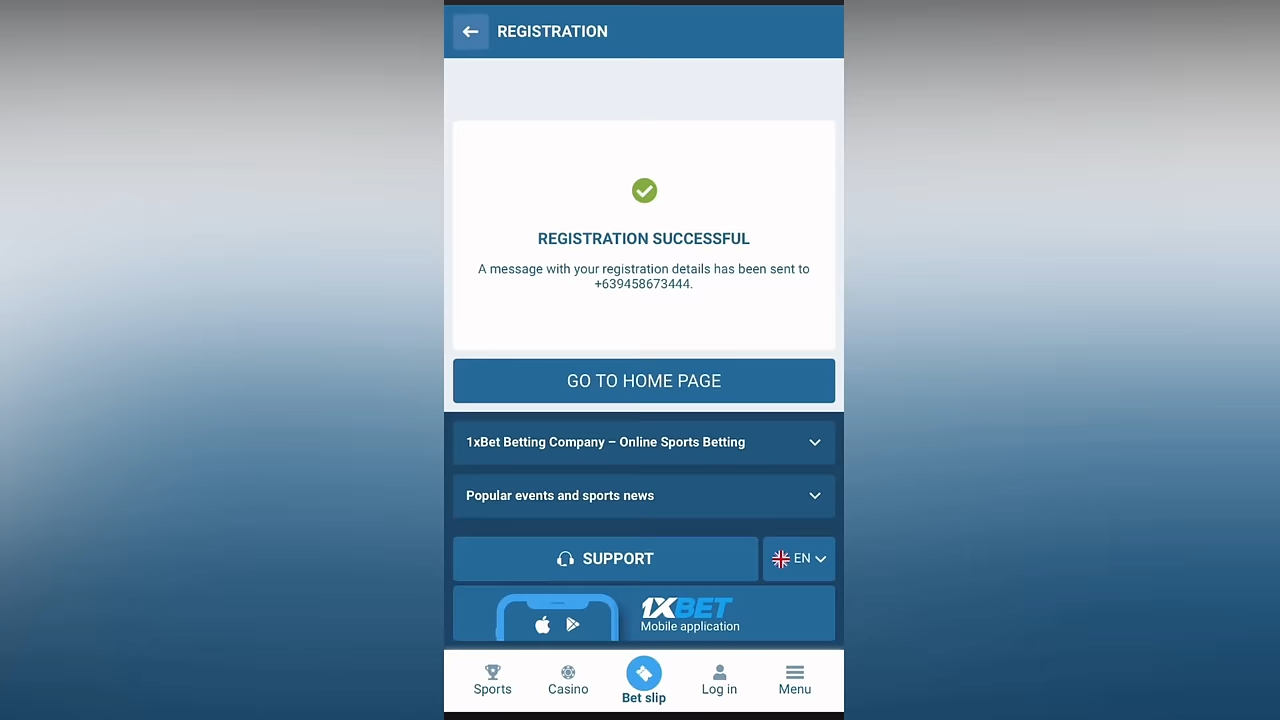 REGISTRATION
REGISTRATION SUCCESSFUL
A message with your registration details has been sent to
+639458673444.
GO TO HOME PAGE
1xBet Betting Company – Online Sports Betting
Popular events and sports news
SUPPORT
EN
1XBET
Mobile application
Sports
Casino
Bet slip
Log in
Menu